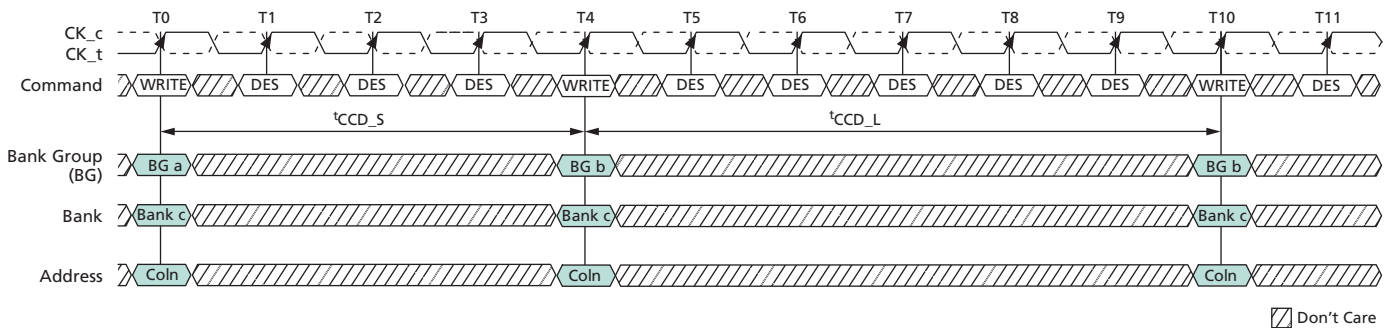 T0 T1 T2 T3 T4 T5 T6 T7 T8 T9 T10 T11
CK_c
CK_t
Command WRITE DES DES DES WRITE DES DES DES DES DES WRITE DES
tCCD_S tCCD_L
Bank Group
(BG) BG a BG b BG b
Bank Bank c Bank c Bank c
Address Coln Coln Coln
Don't Care